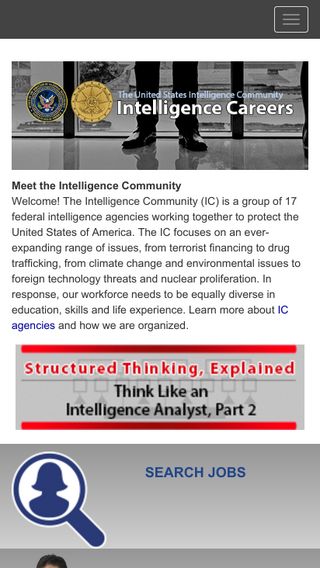 The United States Intelligence Community
Intelligence Careers
Meet the Intelligence Community
Welcome! The Intelligence Community (IC) is a group of 17
federal intelligence agencies working together to protect the
United States of America. The IC focuses on an ever-
expanding range of issues, from terrorist financing to drug
trafficking, from climate change and environmental issues to
foreign technology threats and nuclear proliferation. In
response, our workforce needs to be equally diverse in
education, skills and life experience. Learn more about IC
agencies and how we are organized.
Structured Thinking, Explained
Think Like an
Intelligence Analyst, Part 2
SEARCH JOBS